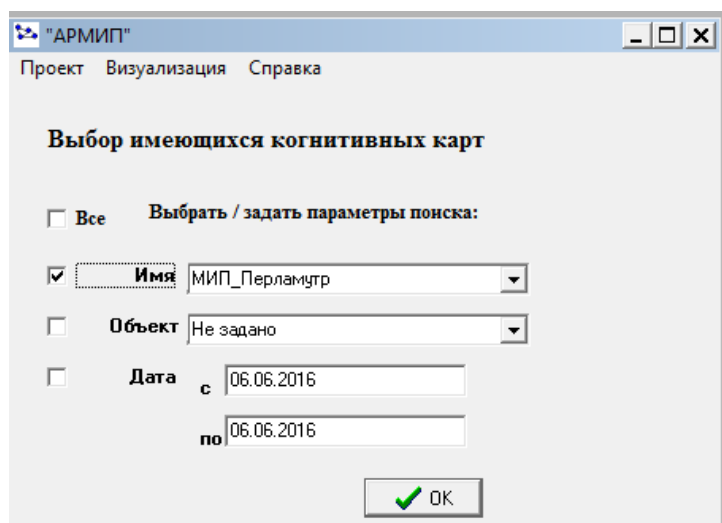 "АРМИП"
Проект Визуализация Справка
Выбор имеющихся когнитивных карт
Все Выбрать / задать параметры поиска:
Имя МИП_Перламутр
Объект Не задано
Дата с 06.06.2016
по 06.06.2016
OK